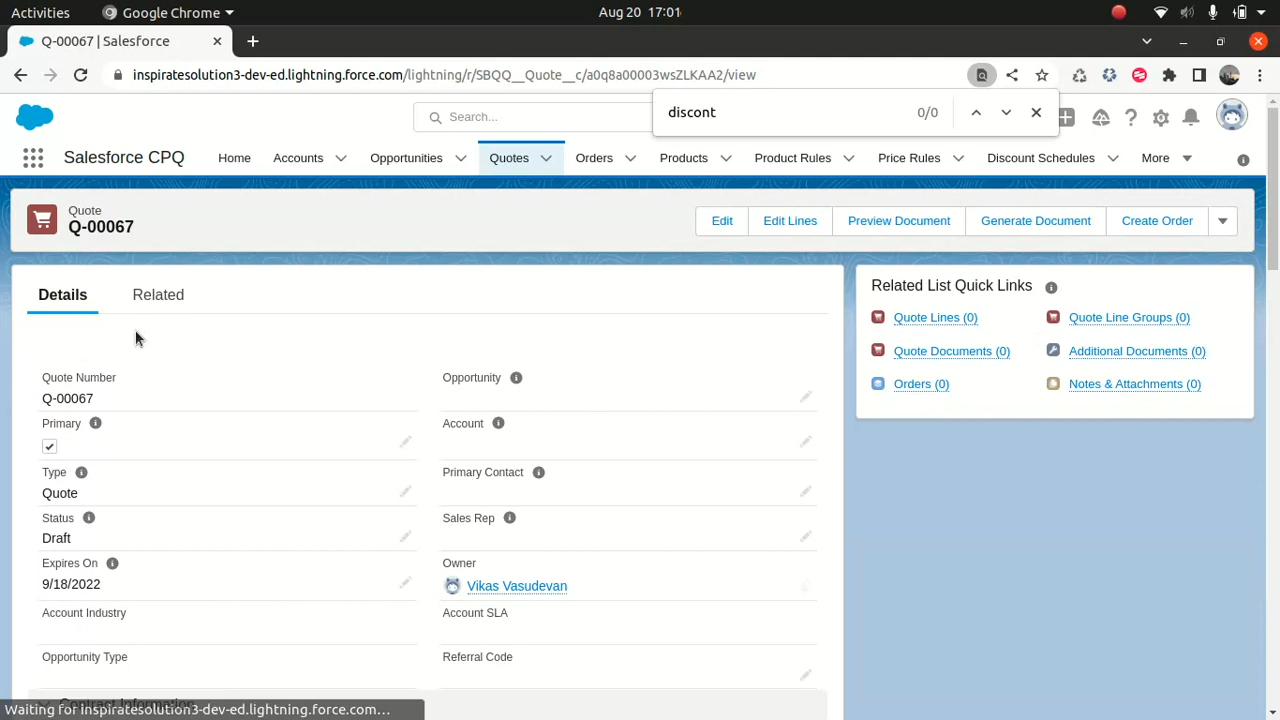 Activities Google Chrome Aug 20 17:01
Q-00067 | Salesforce
inspiratesolution3-dev-ed.lightning.force.com/lightning/r/SBQQ__Quote__c/a0q8a00003wsZLKAA2/view
discont 0/0
Search...
Salesforce CPQ Home Accounts Opportunities Quotes Orders Products Product Rules Price Rules Discount Schedules More
Quote
Q-00067
Edit Edit Lines Preview Document Generate Document Create Order
Details Related
Related List Quick Links
Quote Lines (0) Quote Line Groups (0)
Quote Documents (0) Additional Documents (0)
Orders (0) Notes & Attachments (0)
Quote Number Opportunity
Q-00067
Primary Account
Type Primary Contact
Quote
Status Sales Rep
Draft
Expires On Owner
9/18/2022 Vikas Vasudevan
Account Industry Account SLA
Opportunity Type Referral Code
Contract Information
Waiting for inspiratesolution3-dev-ed.lightning.force.com...